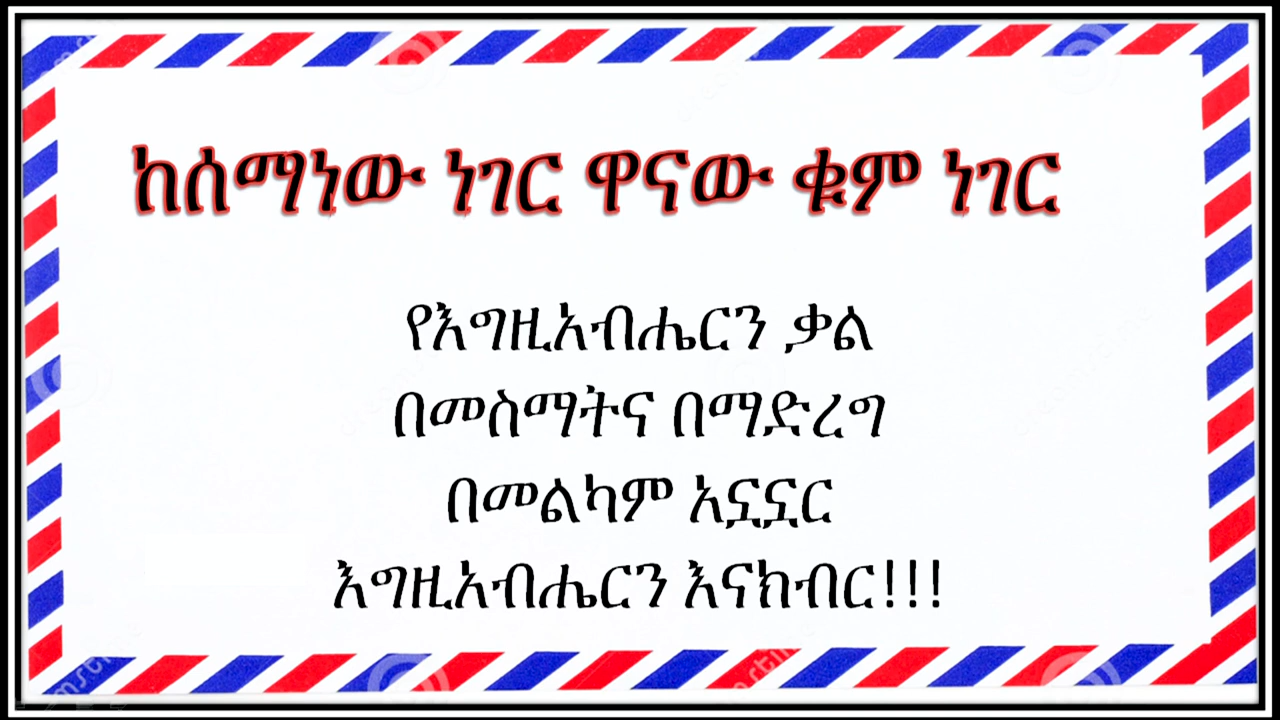 ከሰማነው ነገር ዋናው ቁም ነገር
የእግዚአብሔርን ቃል
በመስማትና በማድረግ
በመልካም አኗኗር
እግዚአብሔርን እናክብር!!!